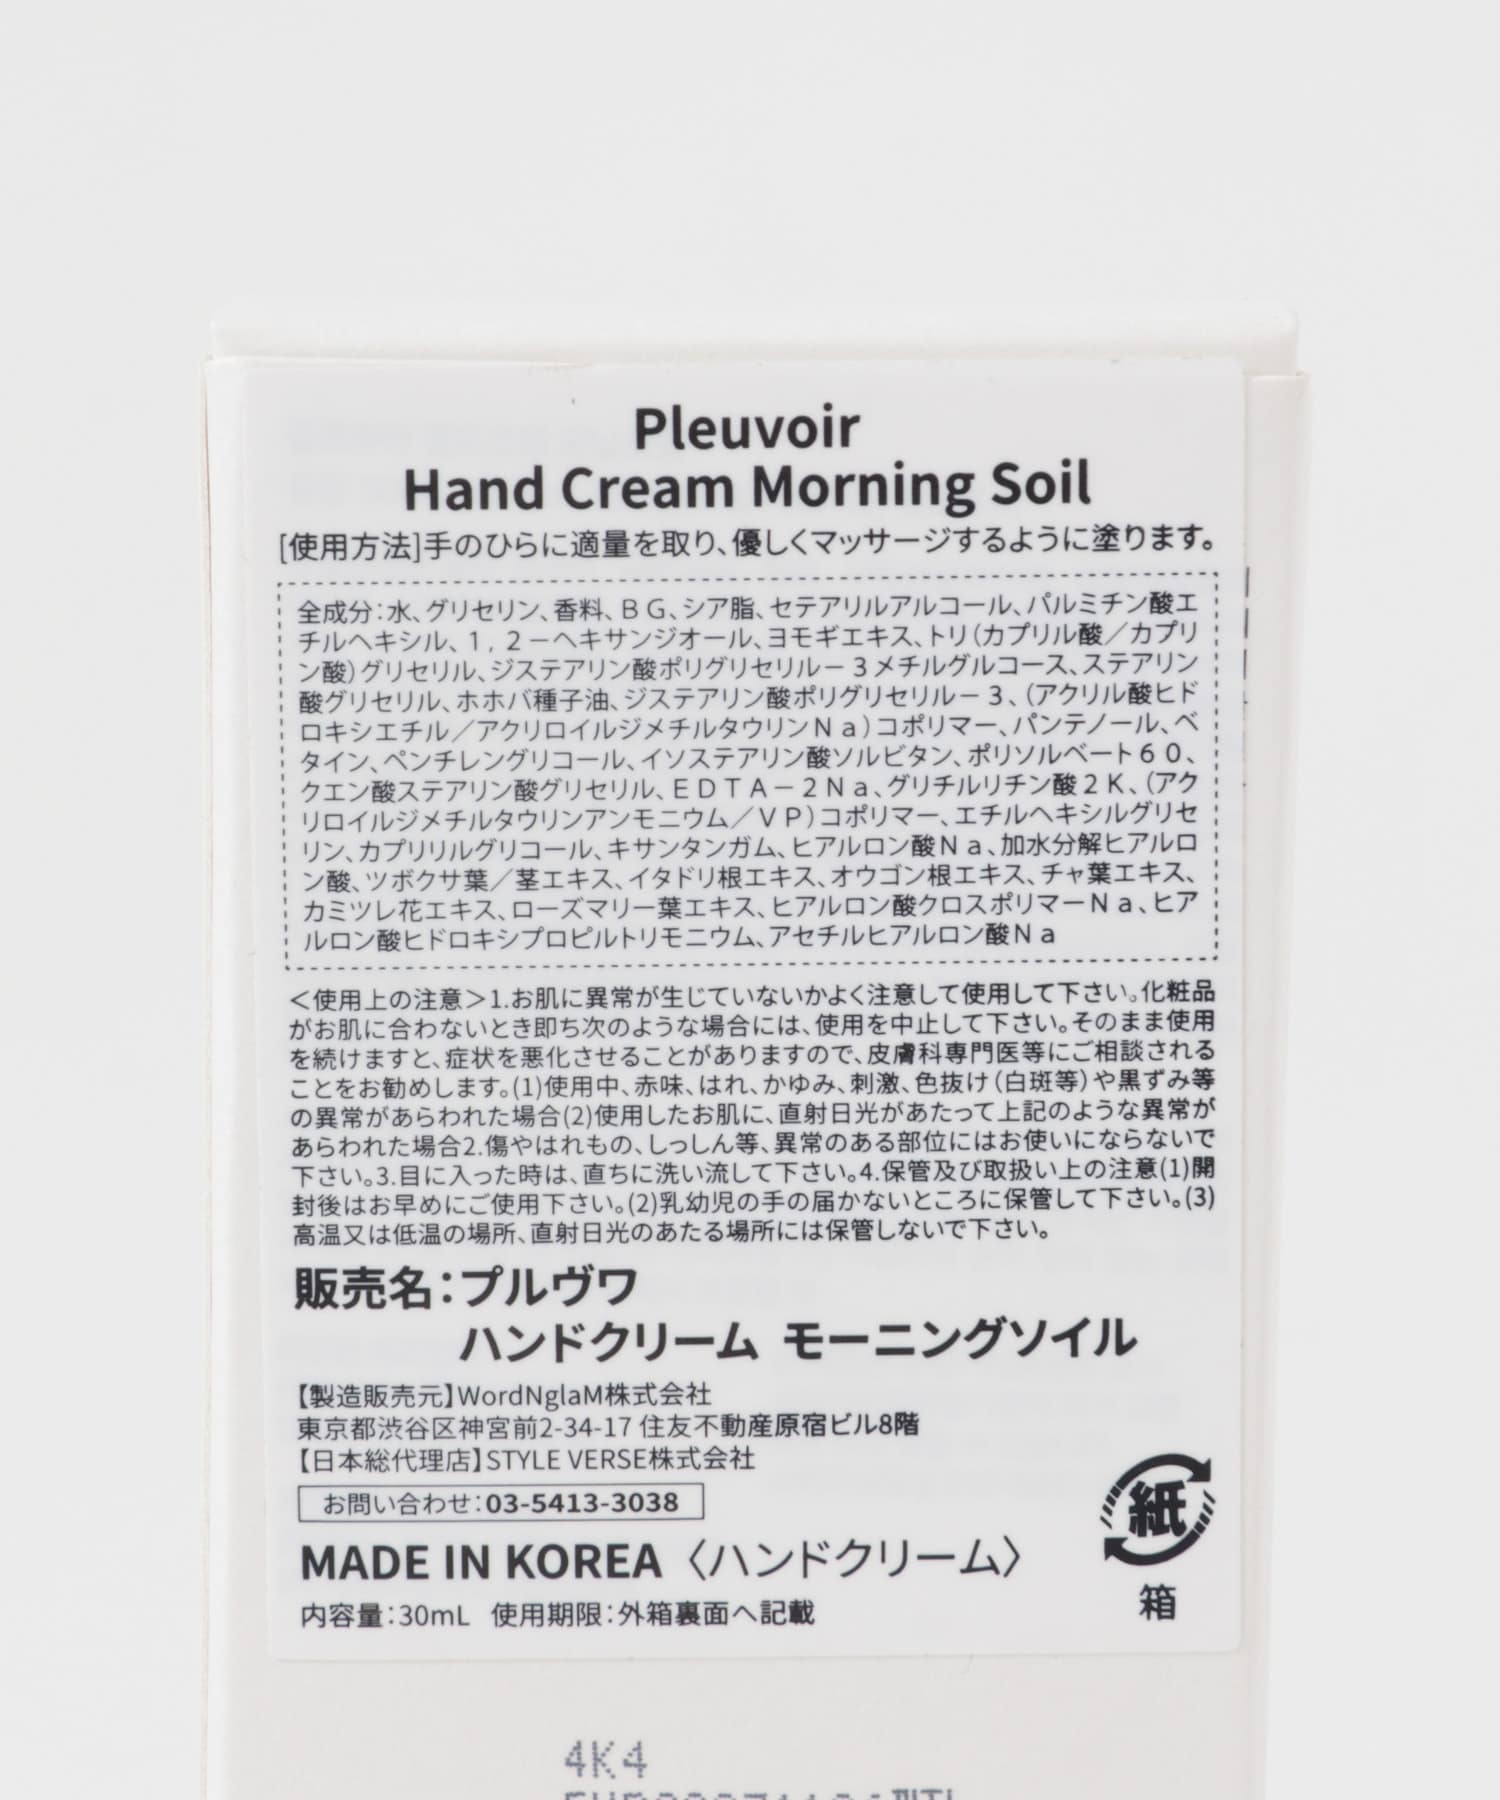 Pleuvoir
Hand Cream Morning Soil
[使用方法]手のひらに適量を取り、優しくマッサージするように塗ります。
全成分：水、グリセリン、香料、ＢＧ、シア脂、セテアリルアルコール、パルミチン酸エ
チルヘキシル、１，２－ヘキサンジオール、ヨモギエキス、トリ（カプリル酸／カプリ
ン酸）グリセリル、ジステアリン酸ポリグリセリル－３メチルグルコース、ステアリン
酸グリセリル、ホホバ種子油、ジステアリン酸ポリグリセリル－３、（アクリル酸ヒド
ロキシエチル／アクリロイルジメチルタウリンＮａ）コポリマー、パンテノール、ベ
タイン、ペンチレングリコール、イソステアリン酸ソルビタン、ポリソルベート６０、
クエン酸ステアリン酸グリセリル、ＥＤＴＡ－２Ｎａ、グリチルリチン酸２Ｋ、（アク
リロイルジメチルタウリンアンモニウム／ＶＰ）コポリマー、エチルヘキシルグリセ
リン、カプリリルグリコール、キサンタンガム、ヒアルロン酸Ｎａ、加水分解ヒアルロ
ン酸、ツボクサ葉／茎エキス、イタドリ根エキス、オウゴン根エキス、チャ葉エキス、
カミツレ花エキス、ローズマリー葉エキス、ヒアルロン酸クロスポリマーＮａ、ヒア
ルロン酸ヒドロキシプロピルトリモニウム、アセチルヒアルロン酸Ｎａ
＜使用上の注意＞1.お肌に異常が生じていないかよく注意して使用して下さい。化粧品
がお肌に合わないとき即ち次のような場合には、使用を中止して下さい。そのまま使用
を続けますと、症状を悪化させることがありますので、皮膚科専門医等にご相談される
ことをお勧めします。(1)使用中、赤味、はれ、かゆみ、刺激、色抜け（白斑等）や黒ずみ等
の異常があらわれた場合(2)使用したお肌に、直射日光があたって上記のような異常が
あらわれた場合2.傷やはれもの、しっしん等、異常のある部位にはお使いにならないで
下さい。3.目に入った時は、直ちに洗い流して下さい。4.保管及び取扱い上の注意(1)開
封後はお早めにご使用下さい。(2)乳幼児の手の届かないところに保管して下さい。(3)
高温又は低温の場所、直射日光のあたる場所には保管しないで下さい。
販売名：プルヴワ
ハンドクリーム モーニングソイル
【製造販売元】WordNglaM株式会社
東京都渋谷区神宮前2-34-17 住友不動産原宿ビル8階
【日本総代理店】STYLE VERSE株式会社
お問い合わせ：03-5413-3038
MADE IN KOREA〈ハンドクリーム〉
内容量：30mL 使用期限：外箱裏面へ記載
紙
箱
4K4